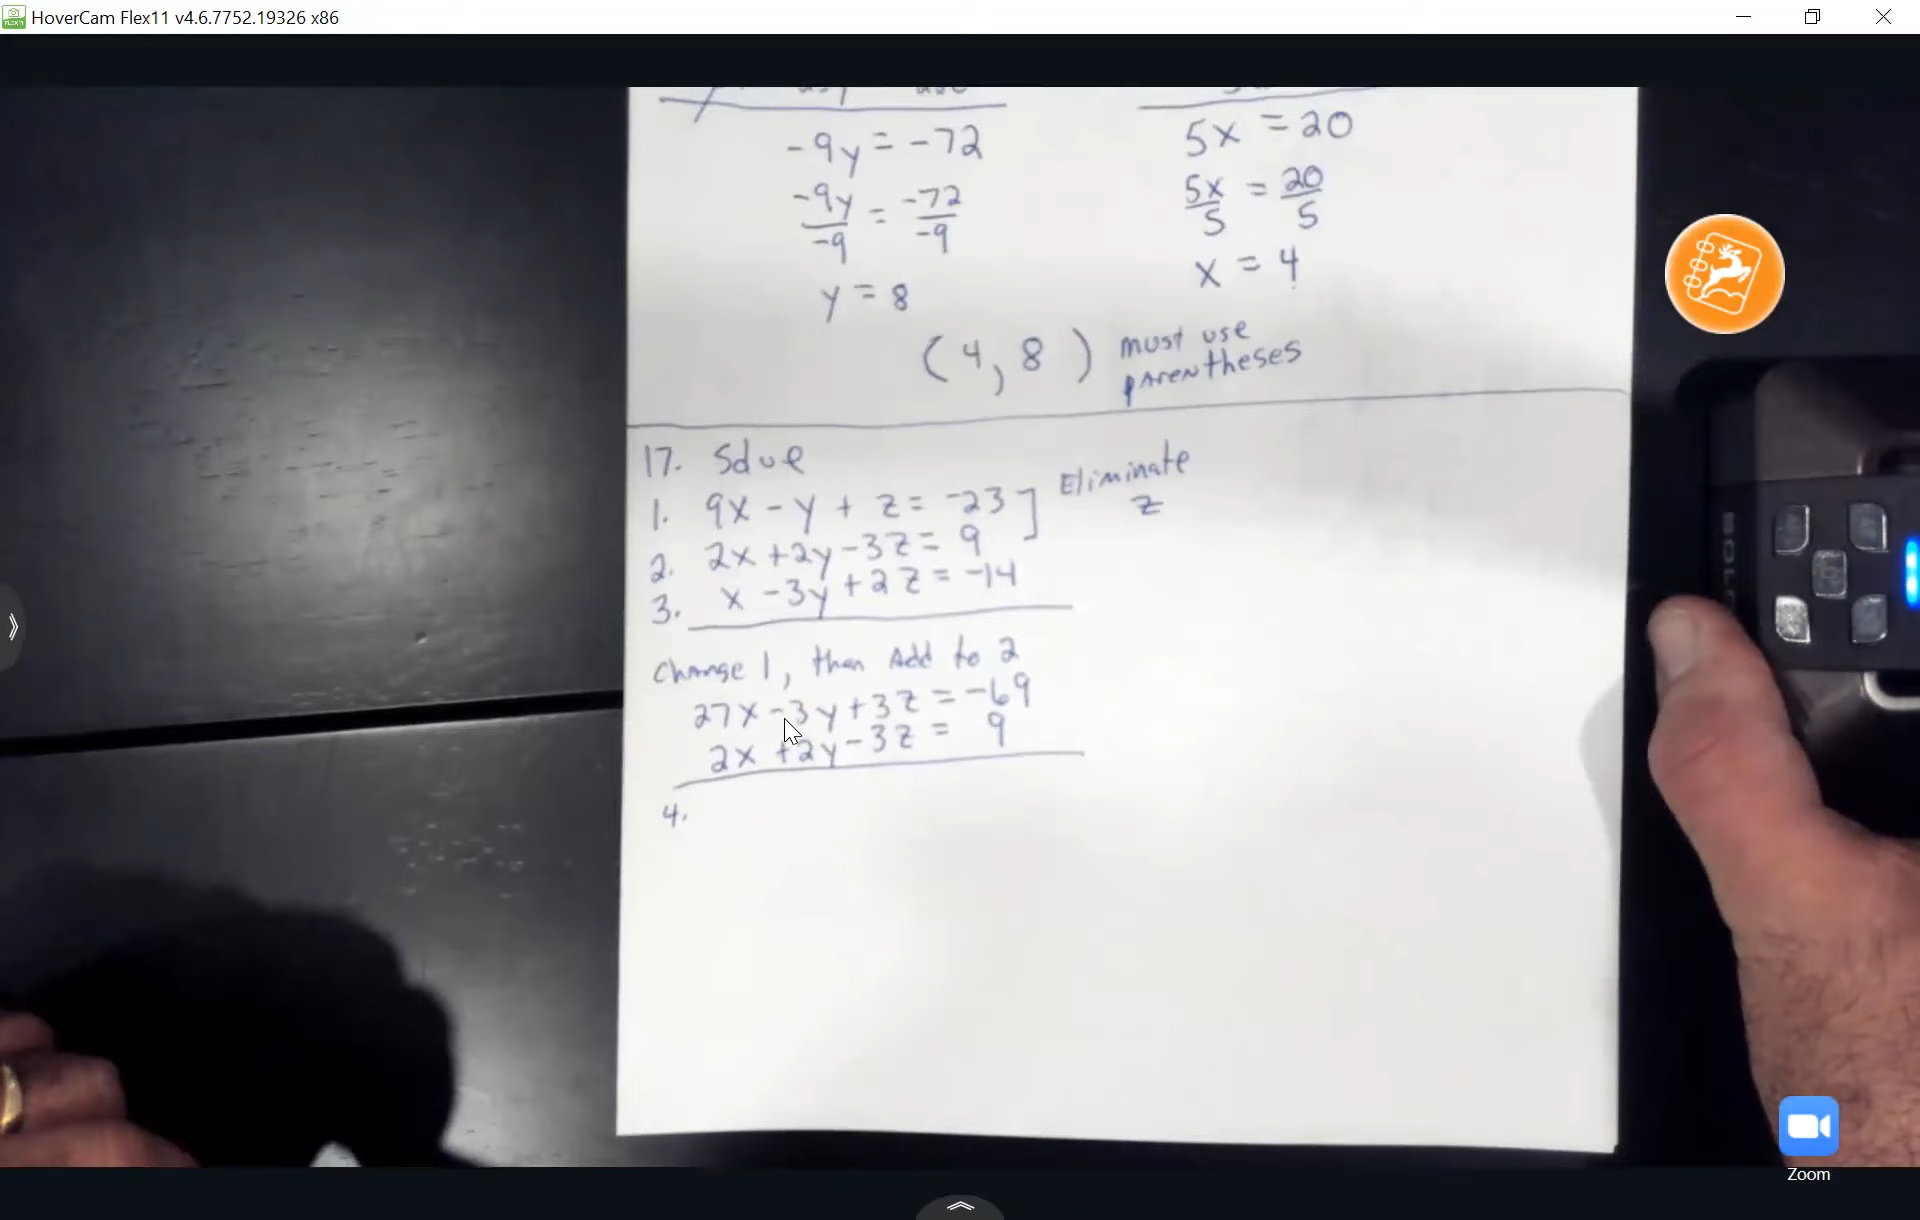 HoverCam Flex11 v4.6.7752.19326 x86
-9y = -72
5x = 20
-9y/-9 = -72/-9
5x/5 = 20/5
y = 8
x = 4
(4, 8) must use
parentheses
17. Solve
1. 9x - y + z = -23 ] Eliminate
z
2. 2x + 2y - 3z = 9
3. x - 3y + 2z = -14
Change 1, then Add to 2
27x - 3y + 3z = -69
2x + 2y - 3z = 9
4.
Zoom